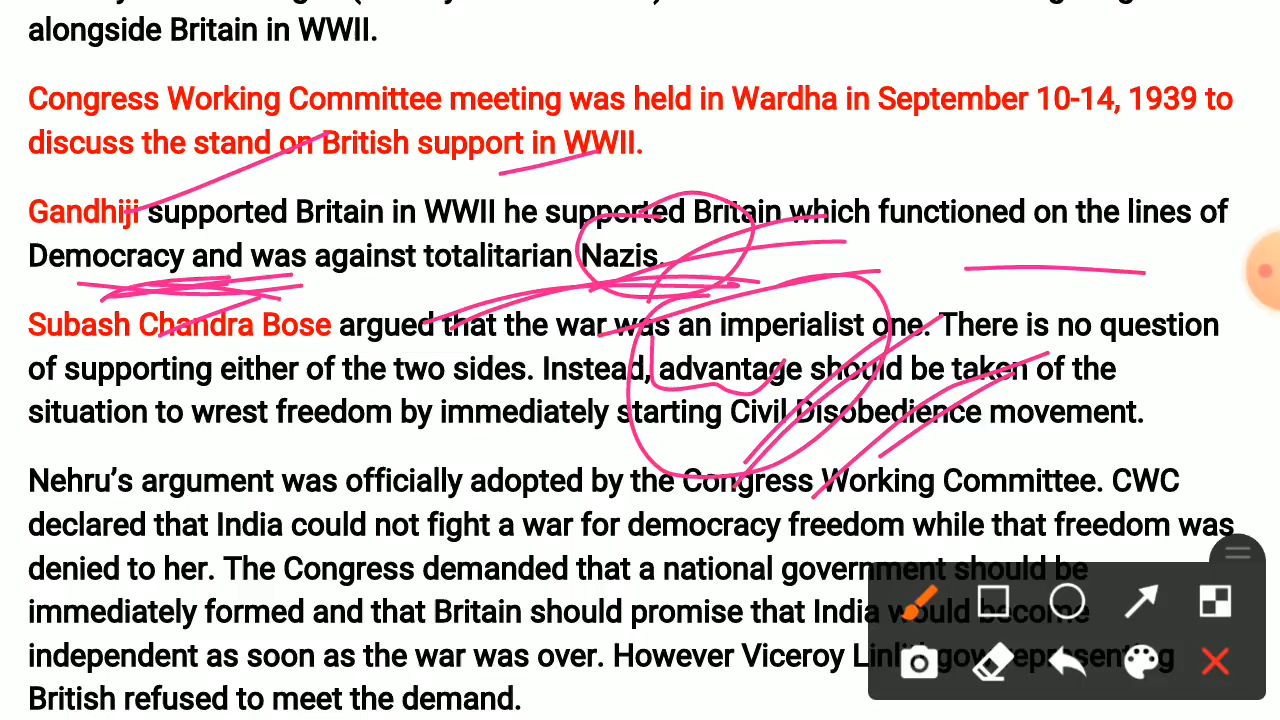 alongside Britain in WWII.
Congress Working Committee meeting was held in Wardha in September 10-14, 1939 to
discuss the stand on British support in WWII.
Gandhiji supported Britain in WWII he supported Britain which functioned on the lines of
Democracy and was against totalitarian Nazis.
Subash Chandra Bose argued that the war was an imperialist one. There is no question
of supporting either of the two sides. Instead, advantage should be taken of the
situation to wrest freedom by immediately starting Civil Disobedience movement.
Nehru's argument was officially adopted by the Congress Working Committee. CWC
declared that India could not fight a war for democracy freedom while that freedom was
denied to her. The Congress demanded that a national government should be
immediately formed and that Britain should promise that India would become
independent as soon as the war was over. However Viceroy Linlithgow representing
British refused to meet the demand.